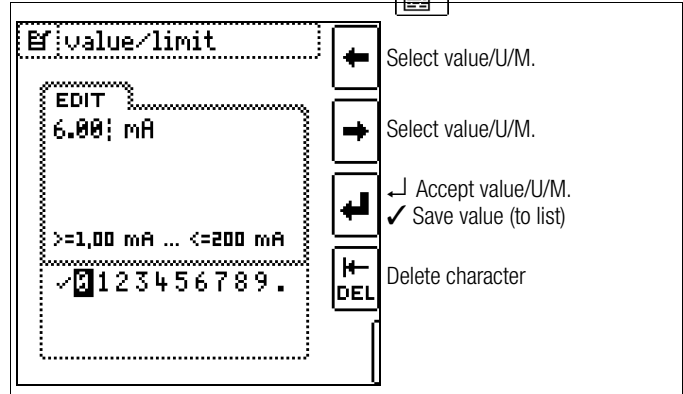 value/limit
Select value/U/M.
EDIT
6.00 mA
Select value/U/M.
↵ Accept value/U/M.
✓ Save value (to list)
>=1,00 mA ... <=200 mA
✓0123456789.
DEL
Delete character